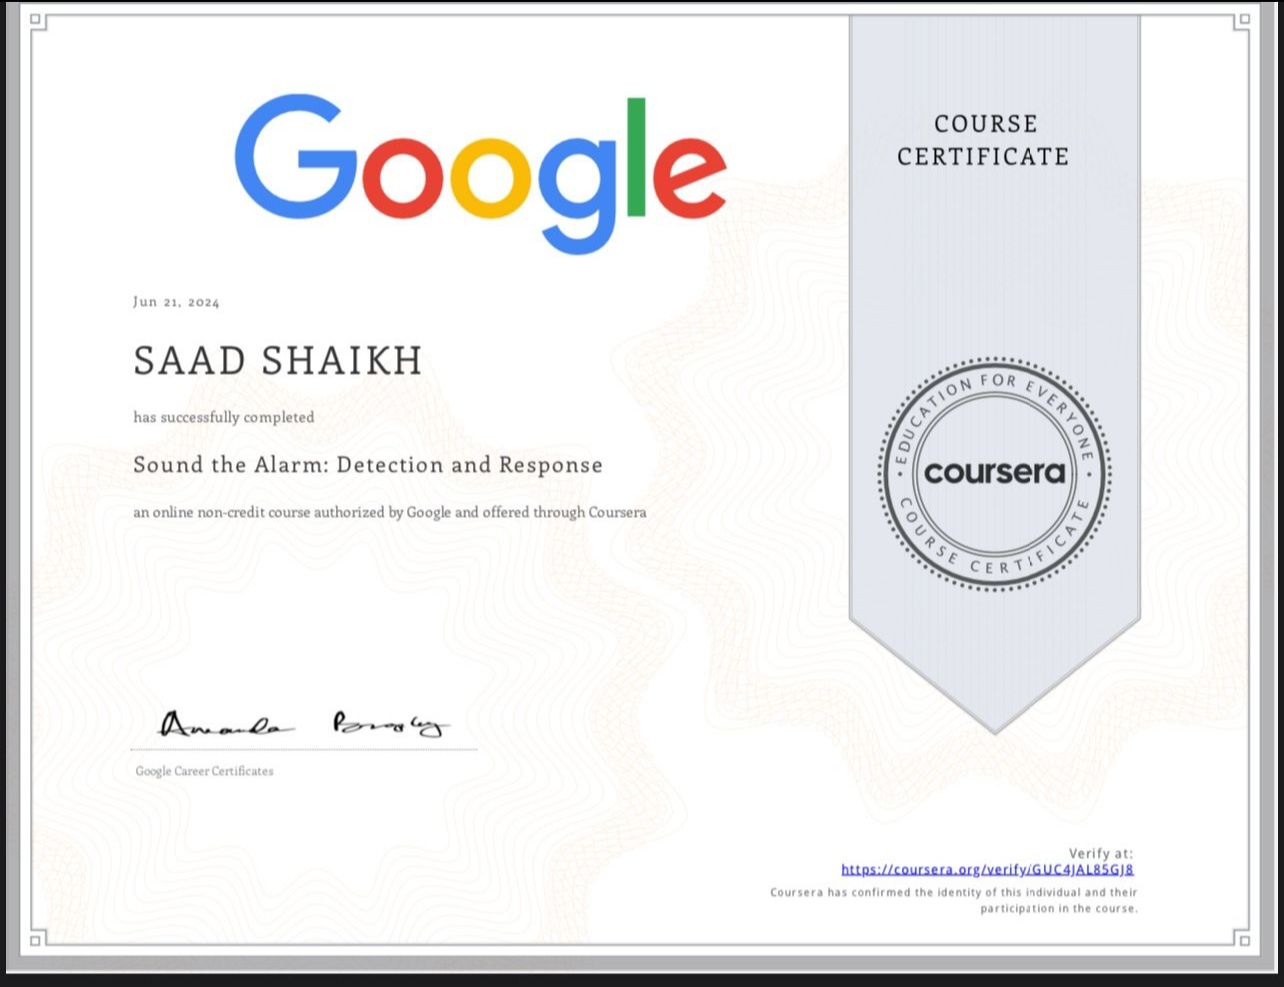 Google
COURSE
CERTIFICATE
Jun 21, 2024
SAAD SHAIKH
has successfully completed
Sound the Alarm: Detection and Response
an online non-credit course authorized by Google and offered through Coursera
EDUCATION FOR EVERYONE
coursera
COURSE CERTIFICATE
Amanda Brophy
Google Career Certificates
Verify at:
https://coursera.org/verify/GUC4JAL85GJ8
Coursera has confirmed the identity of this individual and their
participation in the course.